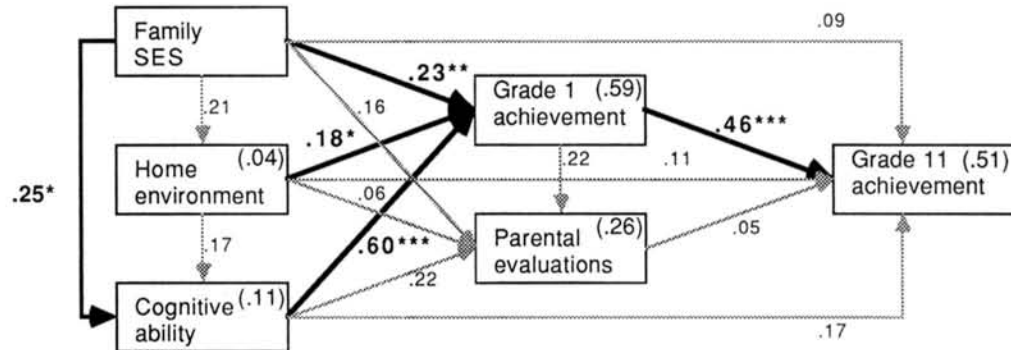 Family
SES
.09
.23**
Grade 1 (.59)
achievement
.21
.16
.46***
.18*
(.04)
Home
environment
.22
.11
Grade 11 (.51)
achievement
.25*
.06
.60***
(.26)
Parental
evaluations
.05
.17
.22
(.11)
Cognitive
ability
.17